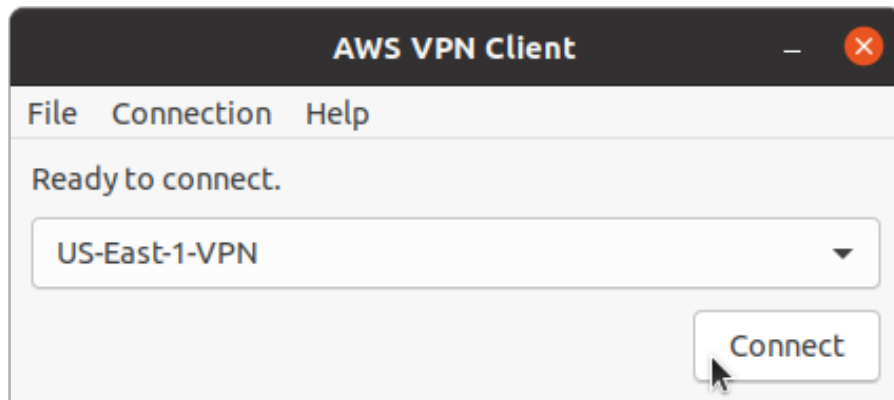 AWS VPN Client
File Connection Help
Ready to connect.
US-East-1-VPN
Connect